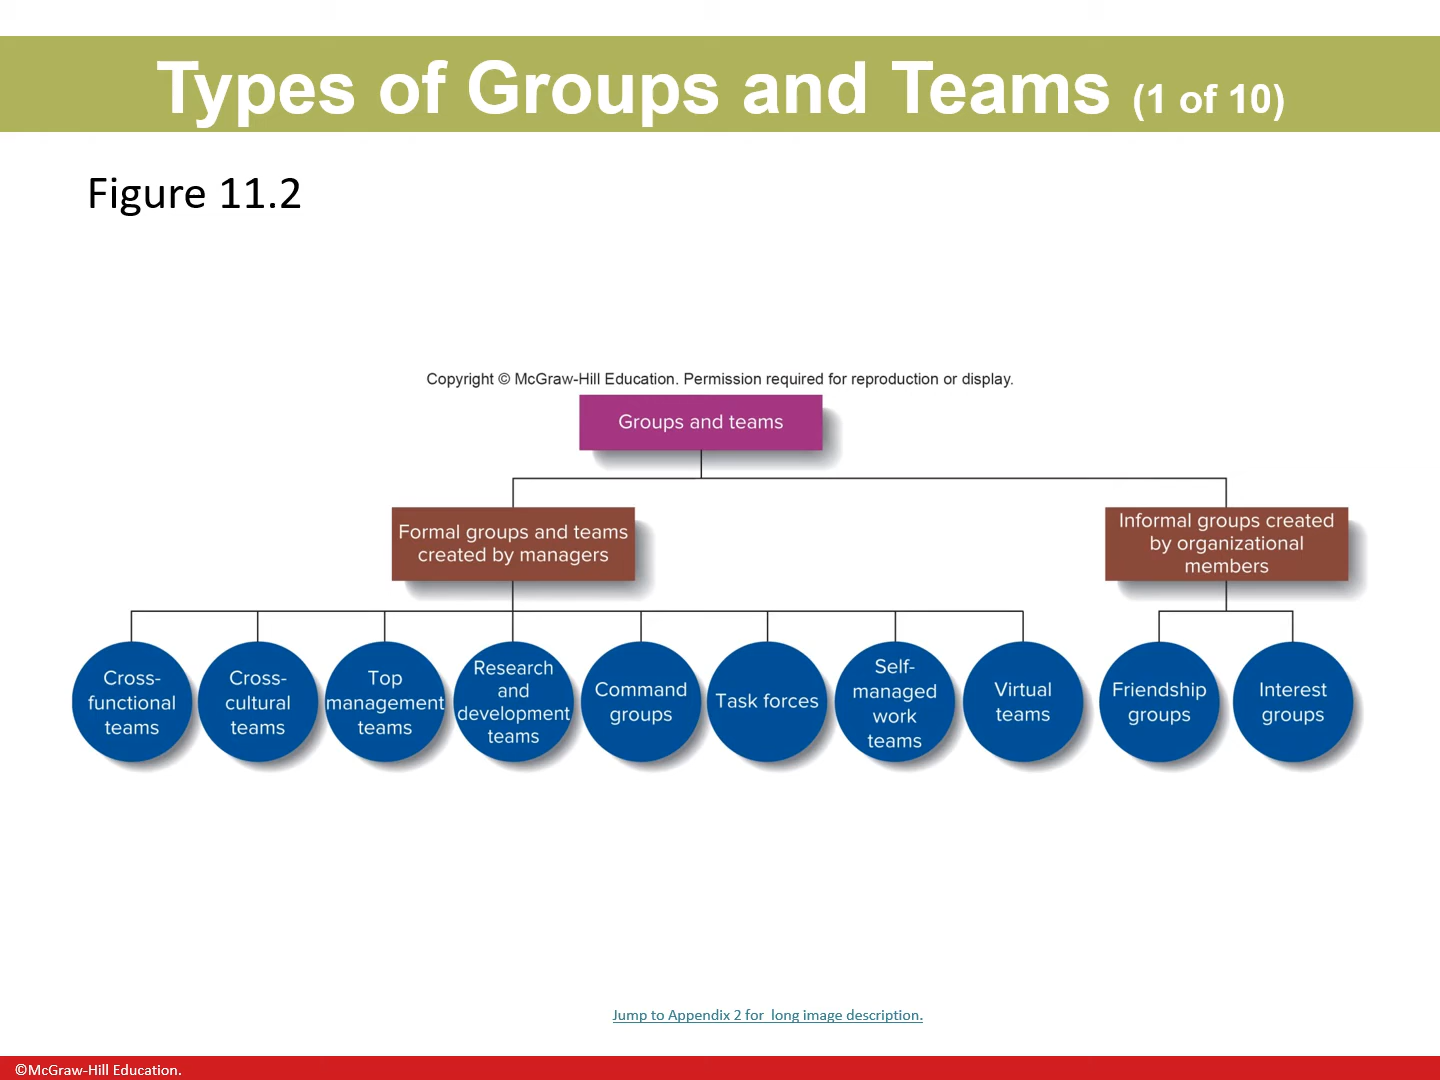 Types of Groups and Teams (1 of 10)
Figure 11.2
Copyright © McGraw-Hill Education. Permission required for reproduction or display.
Groups and teams
Formal groups and teams
created by managers
Informal groups created
by organizational
members
Cross-
functional
teams
Cross-
cultural
teams
Top
management
teams
Research
and
development
teams
Command
groups
Task forces
Self-
managed
work
teams
Virtual
teams
Friendship
groups
Interest
groups
Jump to Appendix 2 for long image description.
©McGraw-Hill Education.